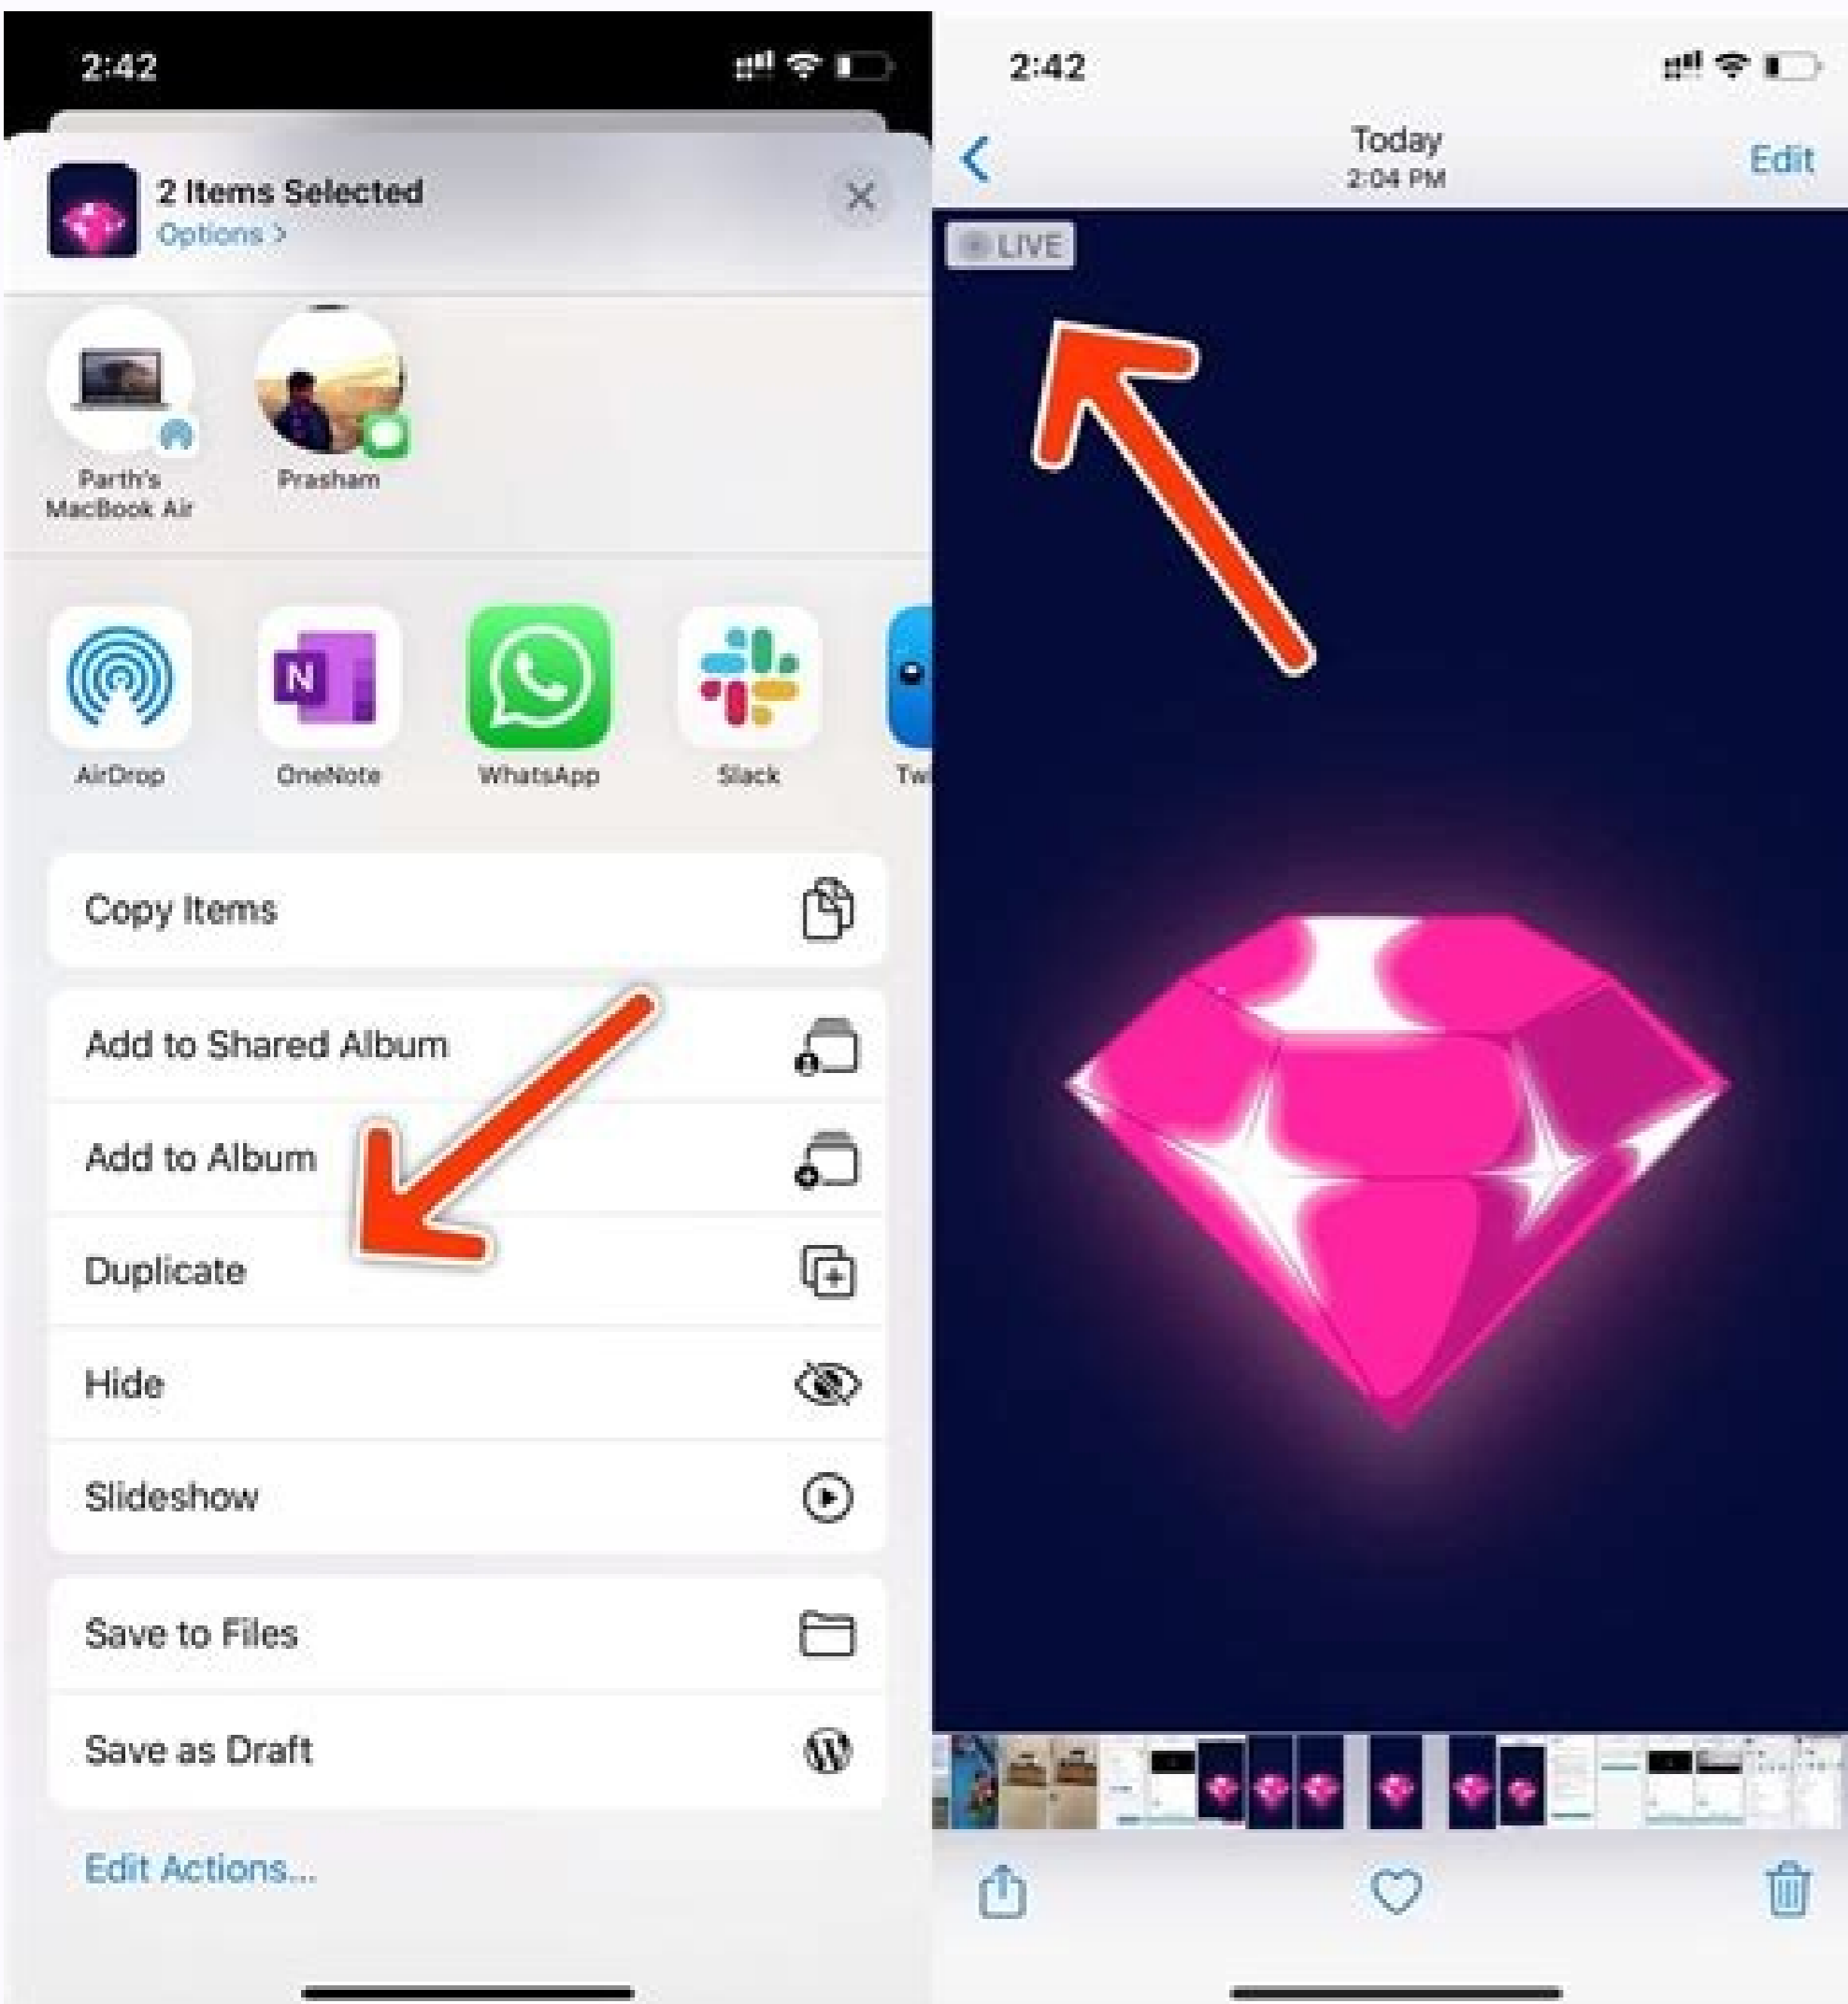 2:42
2 Items Selected
Options >
Parth's
MacBook Air
Prasham
N
AirDrop
OneNote
WhatsApp
Slack
Twi
Copy Items
Add to Shared Album
Add to Album
Duplicate
Hide
Slideshow
Save to Files
Save as Draft
Edit Actions...
2:42
Today
2:04 PM
Edit
LIVE